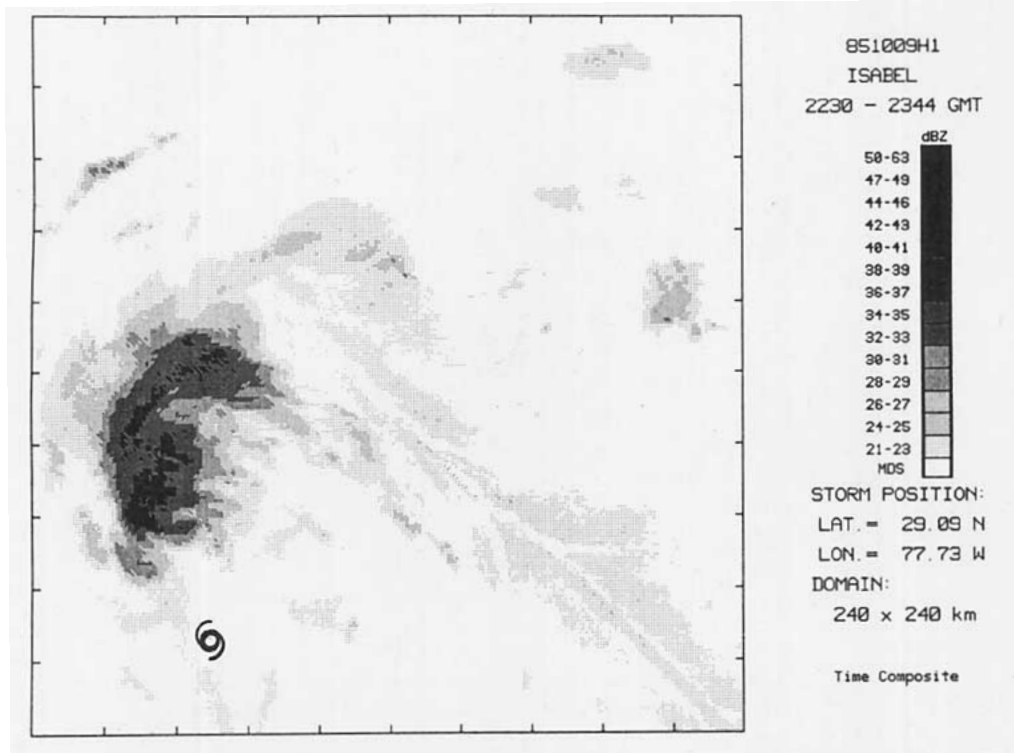 851009H1
ISABEL
2230 - 2344 GMT
dBZ
50-63
47-49
44-46
42-43
40-41
38-39
36-37
34-35
32-33
30-31
28-29
26-27
24-25
21-23
MDS
STORM POSITION:
LAT.= 29.09 N
LON.= 77.73 W
DOMAIN:
240 x 240 km
Time Composite